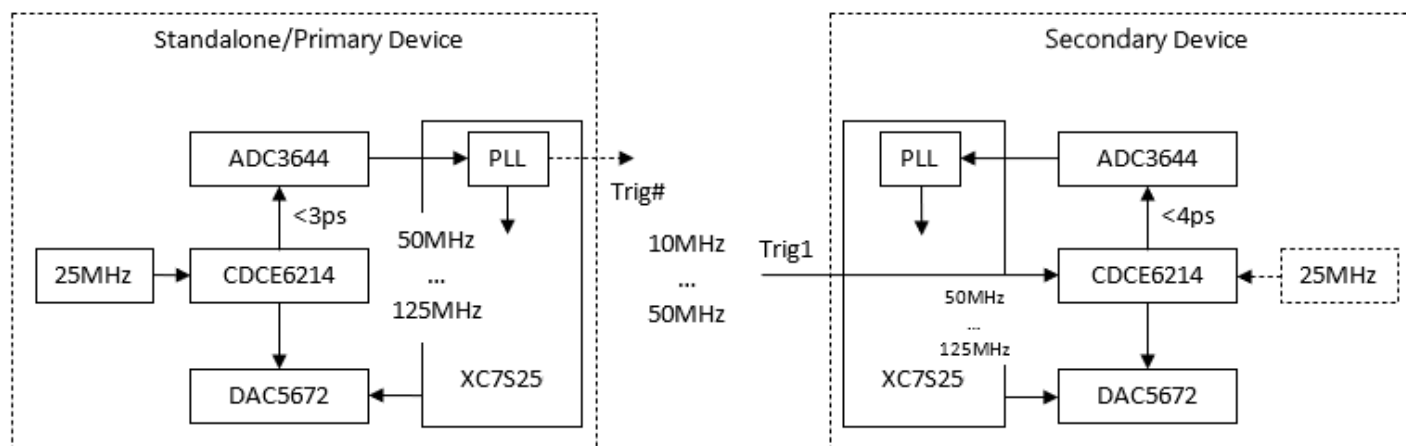 Standalone/Primary Device
ADC3644
PLL
<3ps
Trig#
50MHz
...
125MHz
25MHz
CDCE6214
XC7S25
DAC5672
10MHz
...
50MHz
Trig1
Secondary Device
PLL
ADC3644
<4ps
CDCE6214
25MHz
50MHz
...
125MHz
XC7S25
DAC5672